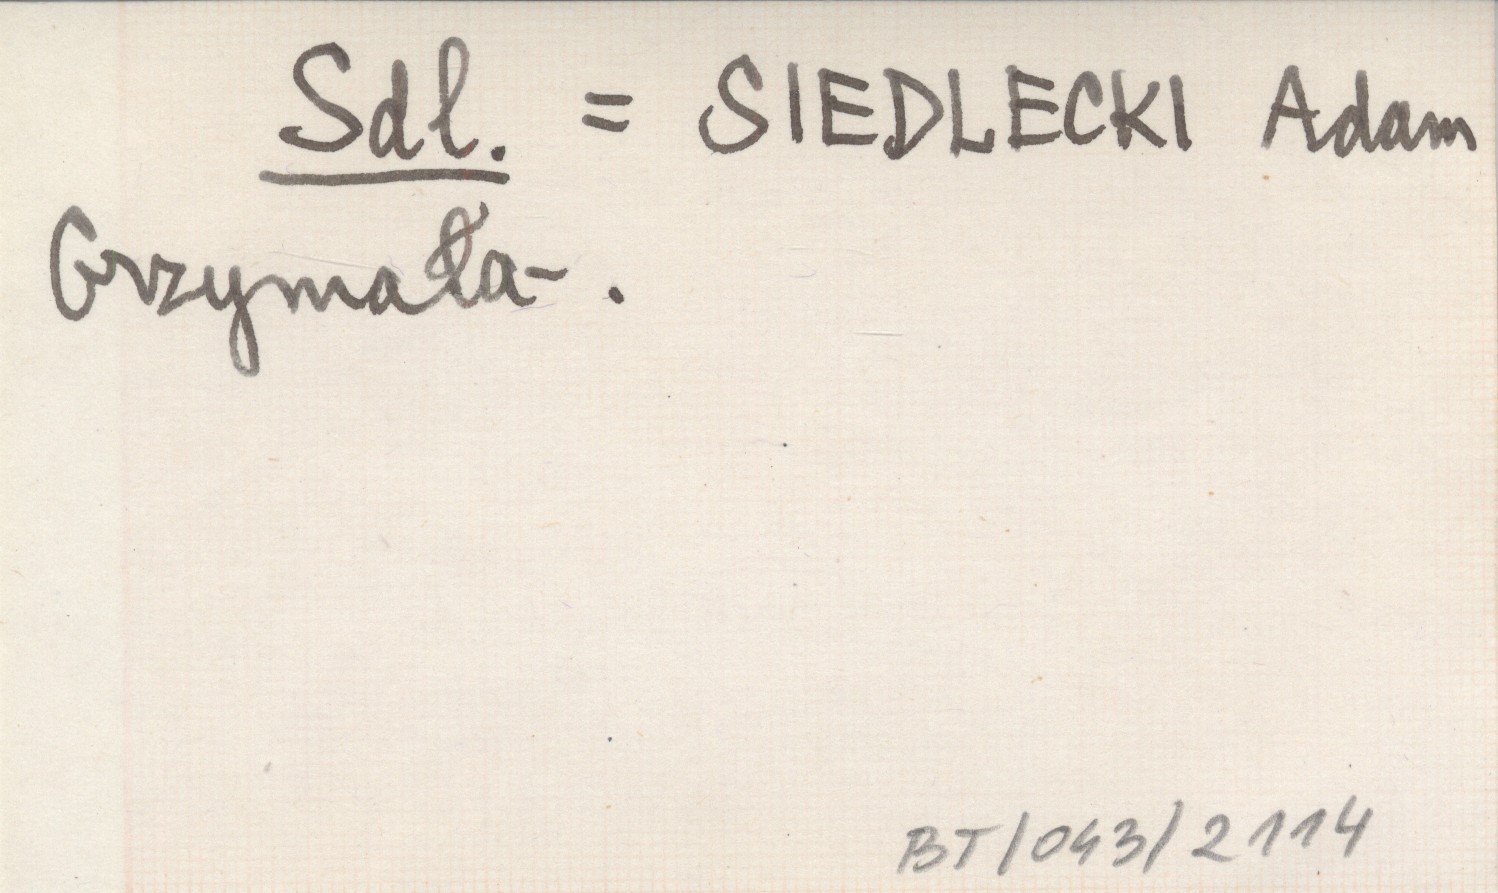 Sdl. = SIEDLECKI Adam
Grzymała- .
BT/043/2114